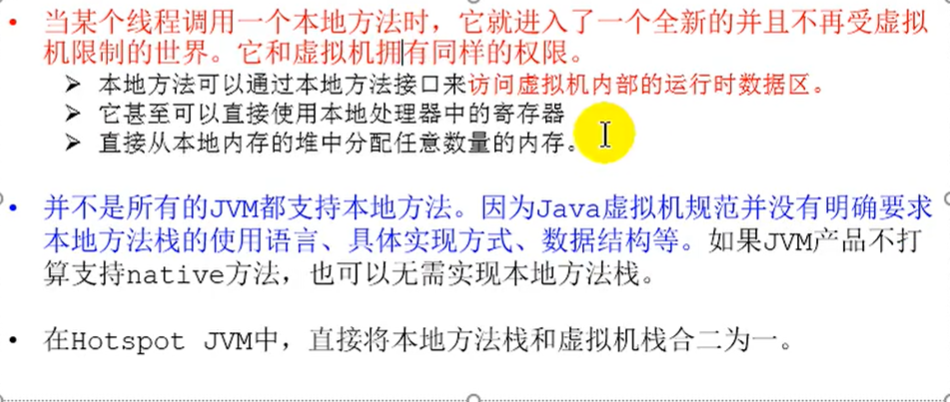 • 当某个线程调用一个本地方法时，它就进入了一个全新的并且不再受虚拟
机限制的世界。它和虚拟机拥有同样的权限。
➢ 本地方法可以通过本地方法接口来访问虚拟机内部的运行时数据区。
➢ 它甚至可以直接使用本地处理器中的寄存器
➢ 直接从本地内存的堆中分配任意数量的内存。
• 并不是所有的JVM都支持本地方法。因为Java虚拟机规范并没有明确要求
本地方法栈的使用语言、具体实现方式、数据结构等。如果JVM产品不打
算支持native方法，也可以无需实现本地方法栈。
• 在Hotspot JVM中，直接将本地方法栈和虚拟机栈合二为一。